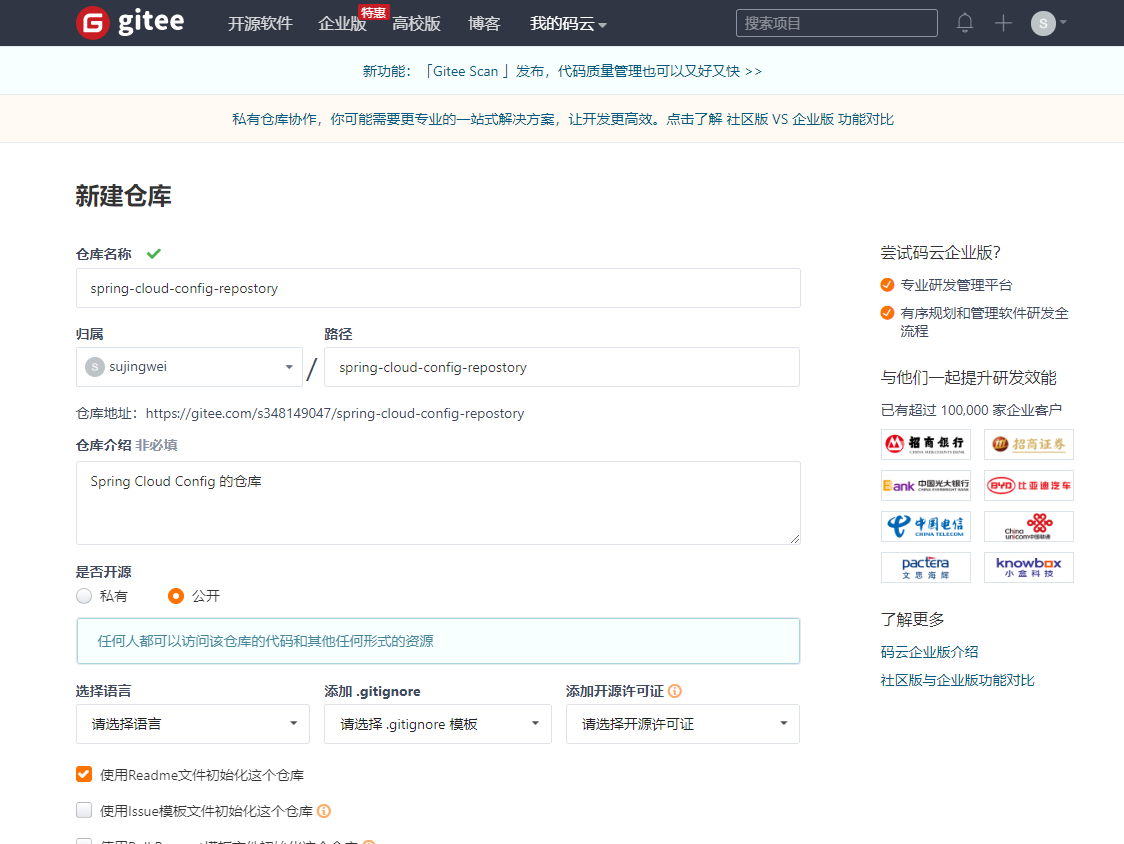 gitee 开源软件 企业版 特惠 高校版 博客 我的码云 搜索项目 S
新功能：「Gitee Scan 」发布，代码质量管理也可以又好又快 >>
私有仓库协作，你可能需要更专业的一站式解决方案，让开发更高效。点击了解 社区版 VS 企业版 功能对比
新建仓库
仓库名称
spring-cloud-config-repostory
归属 路径
S sujingwei / spring-cloud-config-repostory
仓库地址：https://gitee.com/s348149047/spring-cloud-config-repostory
仓库介绍 非必填
Spring Cloud Config 的仓库
是否开源
私有 公开
任何人都可以访问该仓库的代码和其他任何形式的资源
选择语言 添加 .gitignore 添加开源许可证
请选择语言 请选择 .gitignore 模板 请选择开源许可证
使用Readme文件初始化这个仓库
使用Issue模板文件初始化这个仓库
尝试码云企业版？
专业研发管理平台
有序规划和管理软件研发全
流程
与他们一起提升研发效能
已有超过 100,000 家企业客户
招商银行 CHINA MERCHANTS BANK 招商证券
Bank 中国光大银行 CHINA EVERBRIGHT BANK BYD 比亚迪汽车
中国电信 CHINA TELECOM China unicom中国联通
pactera 文思海辉 knowbox 小盒科技
了解更多
码云企业版介绍
社区版与企业版功能对比